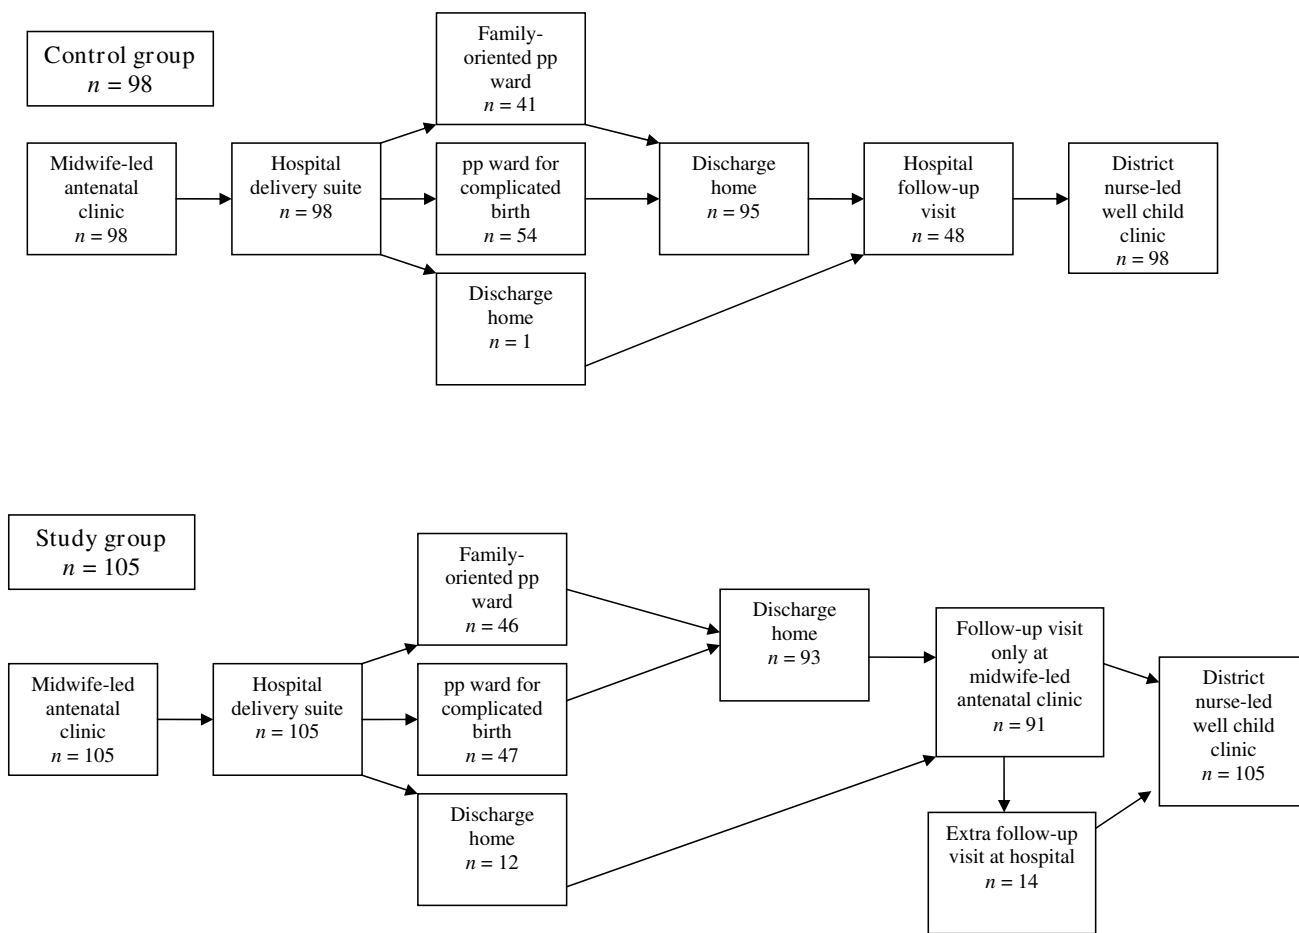 Control group
n = 98
Midwife-led
antenatal
clinic
n = 98
Hospital
delivery suite
n = 98
Family-
oriented pp
ward
n = 41
pp ward for
complicated
birth
n = 54
Discharge
home
n = 1
Discharge
home
n = 95
Hospital
follow-up
visit
n = 48
District
nurse-led
well child
clinic
n = 98
Study group
n = 105
Midwife-led
antenatal
clinic
n = 105
Hospital
delivery suite
n = 105
Family-
oriented pp
ward
n = 46
pp ward for
complicated
birth
n = 47
Discharge
home
n = 12
Discharge
home
n = 93
Follow-up visit
only at
midwife-led
antenatal clinic
n = 91
Extra follow-up
visit at hospital
n = 14
District
nurse-led
well child
clinic
n = 105